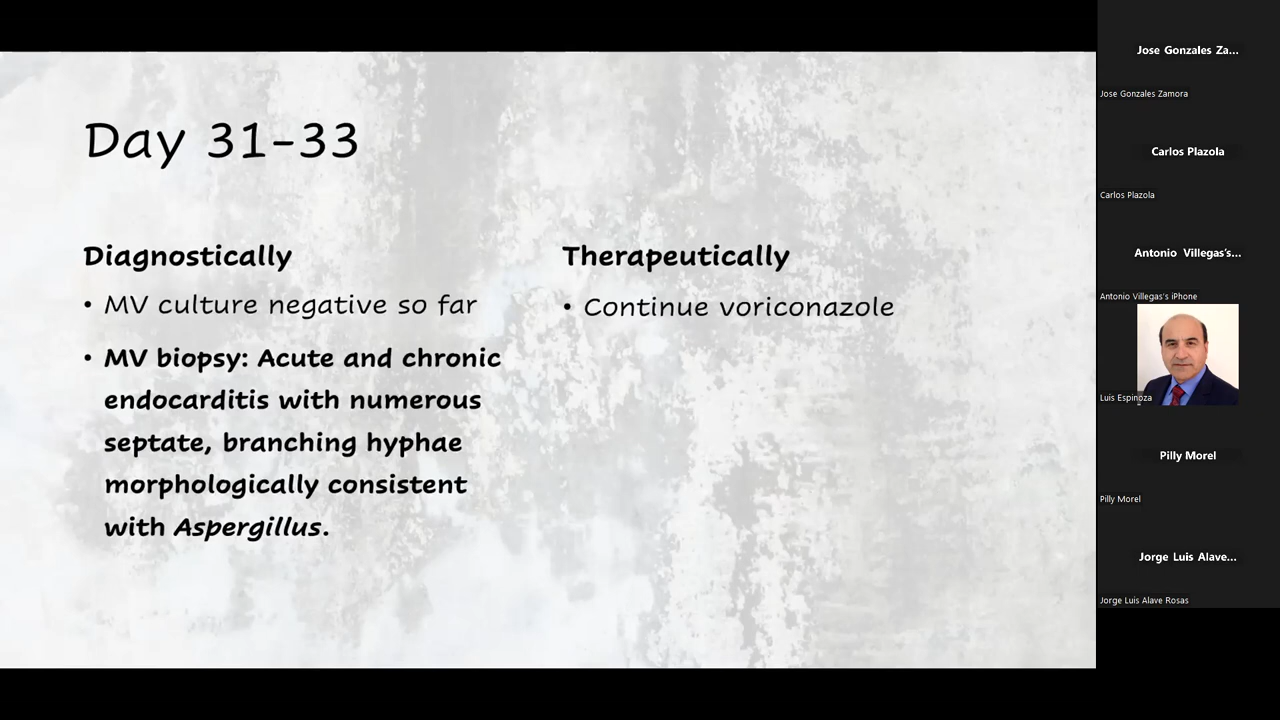 Day 31-33
Diagnostically
• MV culture negative so far
• MV biopsy: Acute and chronic
endocarditis with numerous
septate, branching hyphae
morphologically consistent
with Aspergillus.
Therapeutically
• Continue voriconazole
Jose Gonzales Za...
Jose Gonzales Zamora
Carlos Plazola
Carlos Plazola
Antonio Villegas's...
Antonio Villegas's iPhone
Luis Espinoza
Pilly Morel
Pilly Morel
Jorge Luis Alave...
Jorge Luis Alave Rosas